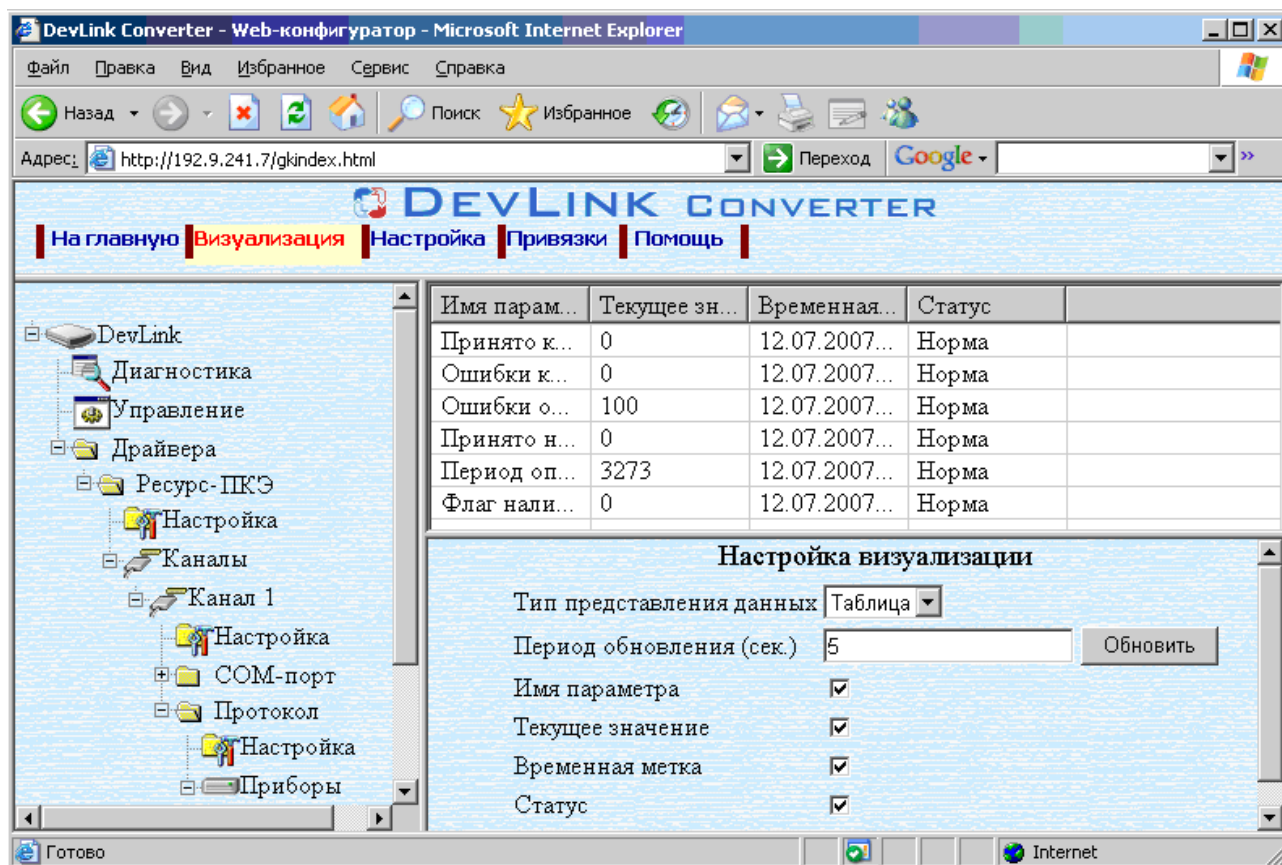 DevLink Converter - Web-конфигуратор - Microsoft Internet Explorer
Файл Правка Вид Избранное Сервис Справка
Назад Поиск Избранное
Адрес: http://192.9.241.7/gkindex.html Переход Google
DEVLINK CONVERTER
На главную Визуализация Настройка Привязки Помощь
DevLink
Диагностика
Управление
Драйвера
Ресурс-ПКЭ
Настройка
Каналы
Канал 1
Настройка
COM-порт
Протокол
Настройка
Приборы
Имя парам... Текущее зн... Временная... Статус
Принято к... 0 12.07.2007... Норма
Ошибки к... 0 12.07.2007... Норма
Ошибки о... 100 12.07.2007... Норма
Принято н... 0 12.07.2007... Норма
Период оп... 3273 12.07.2007... Норма
Флаг нали... 0 12.07.2007... Норма
Настройка визуализации
Тип представления данных Таблица
Период обновления (сек.) 5 Обновить
Имя параметра
Текущее значение
Временная метка
Статус
Готово Internet